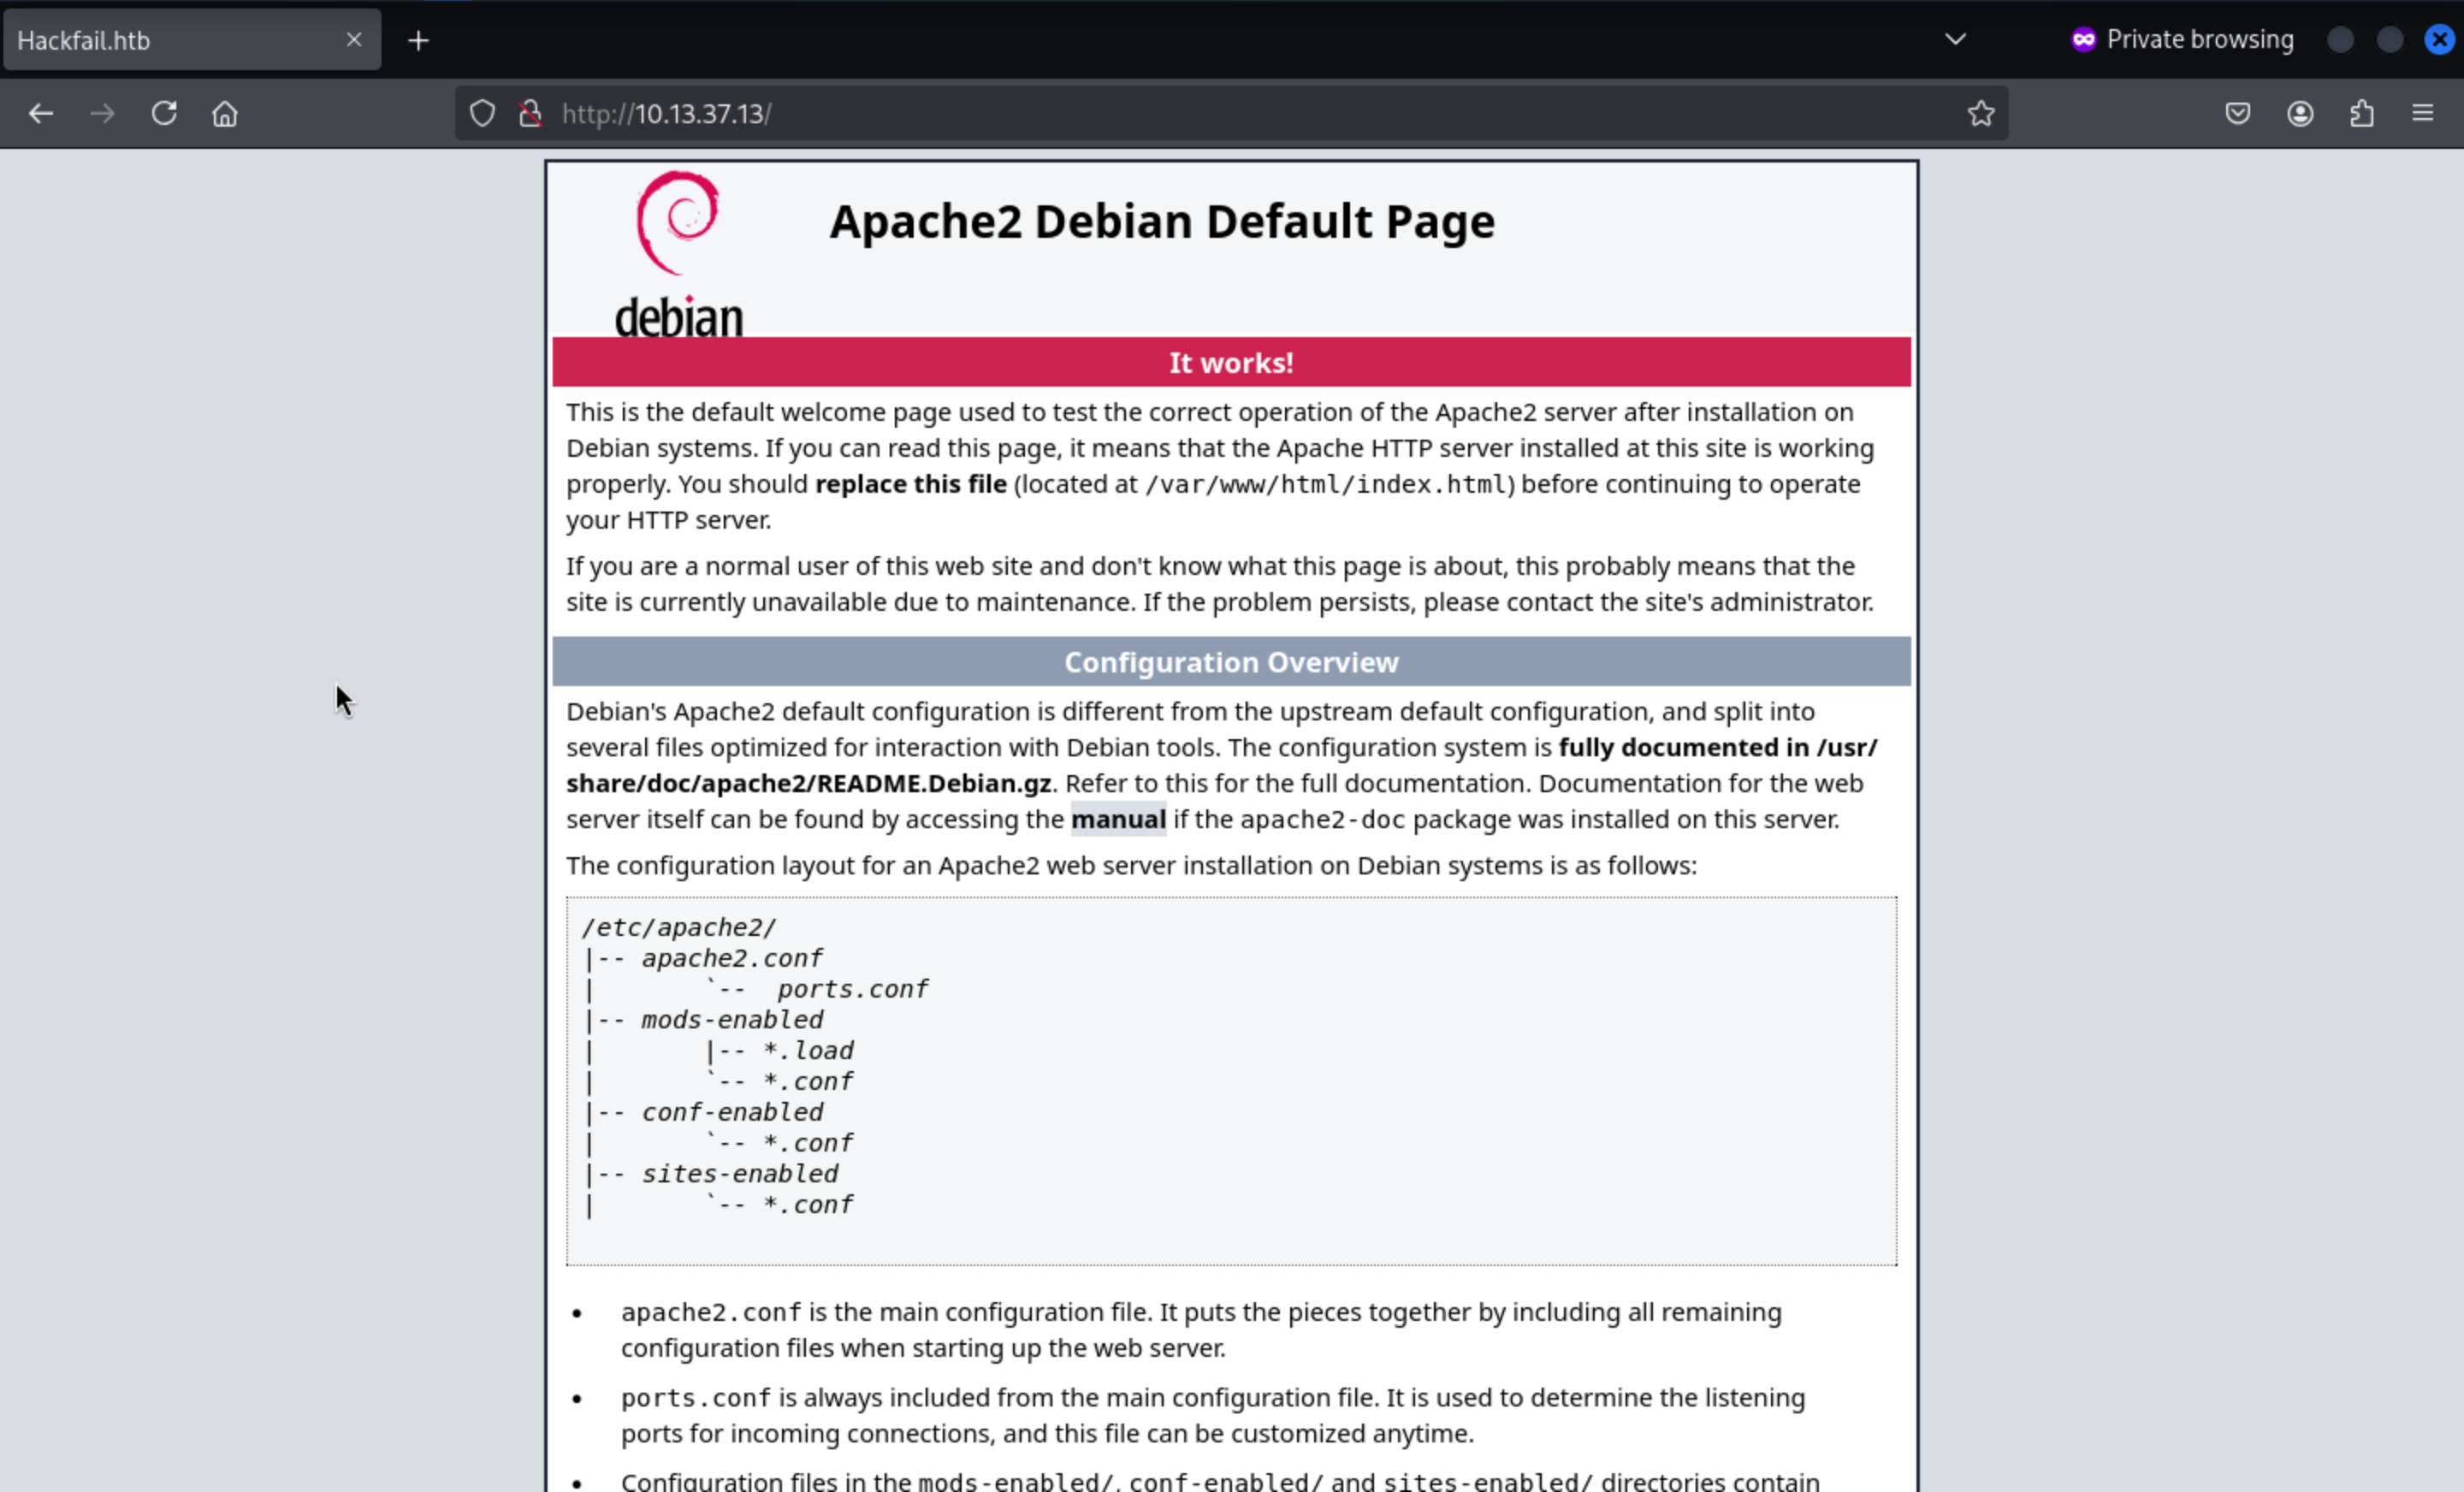 Hackfail.htb
Private browsing
http://10.13.37.13/
debian
Apache2 Debian Default Page
It works!
This is the default welcome page used to test the correct operation of the Apache2 server after installation on
Debian systems. If you can read this page, it means that the Apache HTTP server installed at this site is working
properly. You should replace this file (located at /var/www/html/index.html) before continuing to operate
your HTTP server.
If you are a normal user of this web site and don't know what this page is about, this probably means that the
site is currently unavailable due to maintenance. If the problem persists, please contact the site's administrator.
Configuration Overview
Debian's Apache2 default configuration is different from the upstream default configuration, and split into
several files optimized for interaction with Debian tools. The configuration system is fully documented in /usr/
share/doc/apache2/README.Debian.gz. Refer to this for the full documentation. Documentation for the web
server itself can be found by accessing the manual if the apache2-doc package was installed on this server.
The configuration layout for an Apache2 web server installation on Debian systems is as follows:
/etc/apache2/
|-- apache2.conf
|       `--  ports.conf
|-- mods-enabled
|       |-- *.load
|       `-- *.conf
|-- conf-enabled
|       `-- *.conf
|-- sites-enabled
|       `-- *.conf
• apache2.conf is the main configuration file. It puts the pieces together by including all remaining
configuration files when starting up the web server.
• ports.conf is always included from the main configuration file. It is used to determine the listening
ports for incoming connections, and this file can be customized anytime.
• Configuration files in the mods-enabled/, conf-enabled/ and sites-enabled/ directories contain